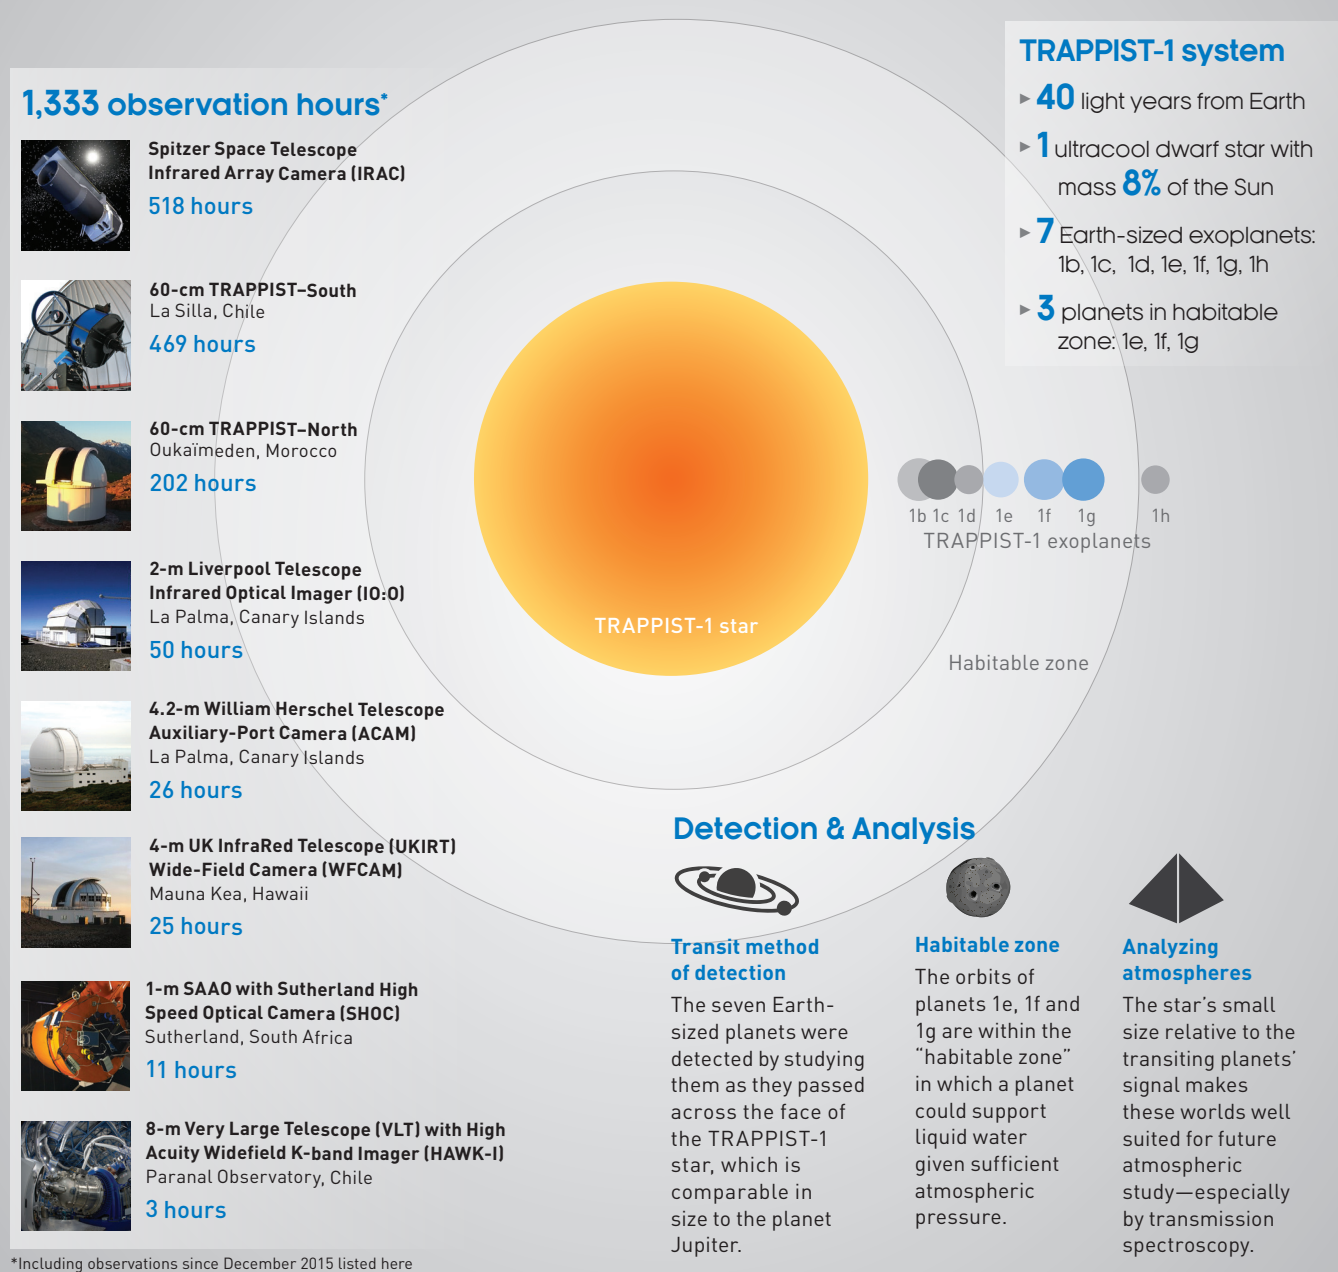 1,333 observation hours*
Spitzer Space Telescope
Infrared Array Camera (IRAC)
518 hours
60-cm TRAPPIST–South
La Silla, Chile
469 hours
60-cm TRAPPIST–North
Oukaïmeden, Morocco
202 hours
2-m Liverpool Telescope
Infrared Optical Imager (IO:O)
La Palma, Canary Islands
50 hours
4.2-m William Herschel Telescope
Auxiliary-Port Camera (ACAM)
La Palma, Canary Islands
26 hours
4-m UK InfraRed Telescope (UKIRT)
Wide-Field Camera (WFCAM)
Mauna Kea, Hawaii
25 hours
1-m SAAO with Sutherland High
Speed Optical Camera (SHOC)
Sutherland, South Africa
11 hours
8-m Very Large Telescope (VLT) with High
Acuity Widefield K-band Imager (HAWK-I)
Paranal Observatory, Chile
3 hours
*Including observations since December 2015 listed here
TRAPPIST-1 system
▸ 40 light years from Earth
▸ 1 ultracool dwarf star with
mass 8% of the Sun
▸ 7 Earth-sized exoplanets:
1b, 1c, 1d, 1e, 1f, 1g, 1h
▸ 3 planets in habitable
zone: 1e, 1f, 1g
TRAPPIST-1 star
1b 1c 1d 1e 1f 1g 1h
TRAPPIST-1 exoplanets
Habitable zone
Detection & Analysis
Transit method
of detection
The seven Earth-
sized planets were
detected by studying
them as they passed
across the face of
the TRAPPIST-1
star, which is
comparable in
size to the planet
Jupiter.
Habitable zone
The orbits of
planets 1e, 1f and
1g are within the
“habitable zone”
in which a planet
could support
liquid water
given sufficient
atmospheric
pressure.
Analyzing
atmospheres
The star’s small
size relative to the
transiting planets’
signal makes
these worlds well
suited for future
atmospheric
study—especially
by transmission
spectroscopy.